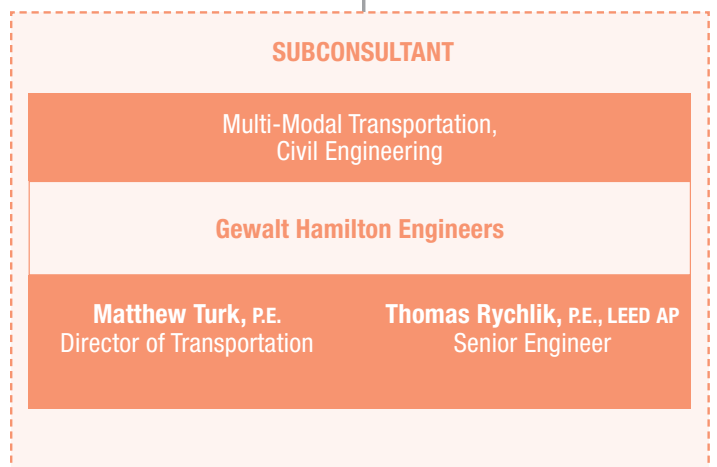 SUBCONSULTANT
Multi-Modal Transportation,
Civil Engineering
Gewalt Hamilton Engineers
Matthew Turk, P.E.
Director of Transportation
Thomas Rychlik, P.E., LEED AP
Senior Engineer